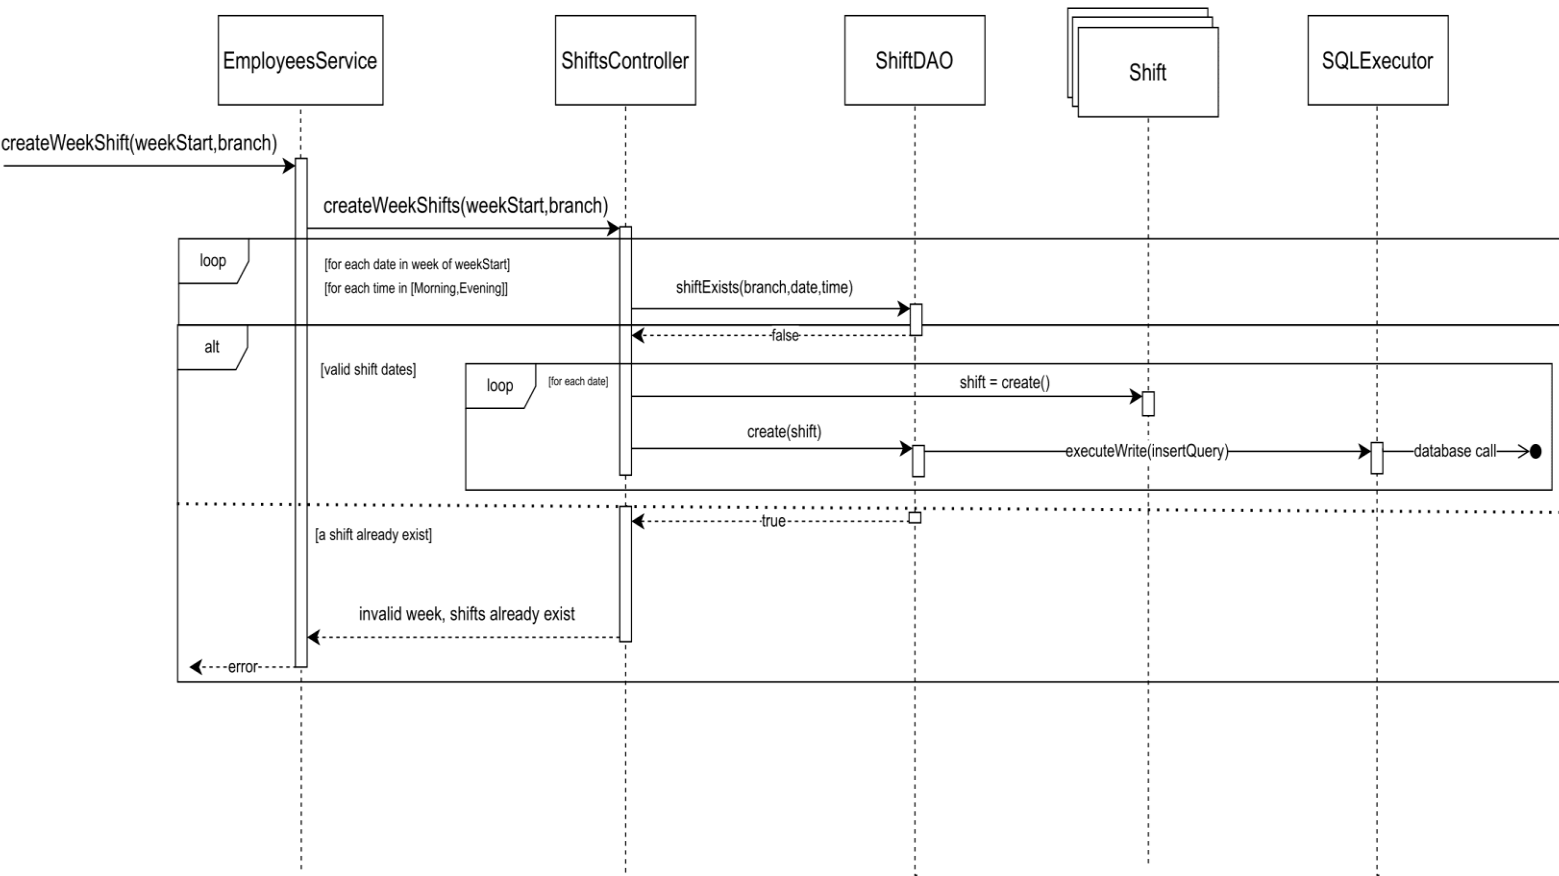 EmployeesService
ShiftsController
ShiftDAO
Shift
SQLExecutor
createWeekShift(weekStart,branch)
createWeekShifts(weekStart,branch)
loop
[for each date in week of weekStart]
[for each time in [Morning,Evening]]
shiftExists(branch,date,time)
false
alt
[valid shift dates]
loop
[for each date]
shift = create()
create(shift)
executeWrite(insertQuery)
database call
true
[a shift already exist]
invalid week, shifts already exist
error